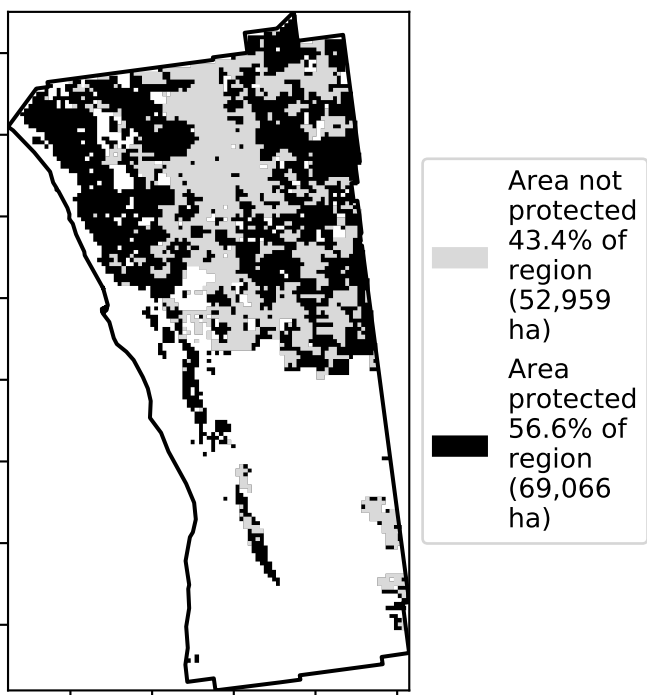 Area not
protected
43.4% of
region
(52,959
ha)
Area
protected
56.6% of
region
(69,066
ha)